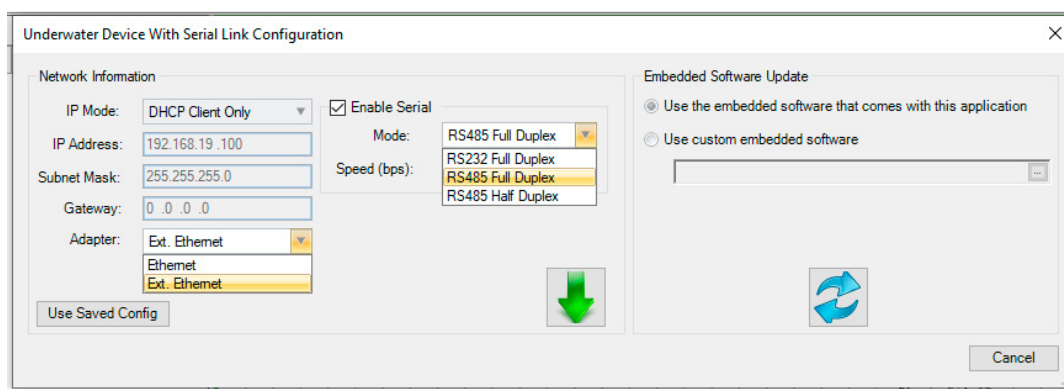 Underwater Device With Serial Link Configuration
Network Information
IP Mode: DHCP Client Only
IP Address: 192.168.19 .100
Subnet Mask: 255.255.255.0
Gateway: 0 .0 .0 .0
Adapter: Ext. Ethernet
Ethernet
Ext. Ethernet
Use Saved Config
Enable Serial
Mode: RS485 Full Duplex
RS232 Full Duplex
RS485 Full Duplex
RS485 Half Duplex
Speed (bps):
Embedded Software Update
Use the embedded software that comes with this application
Use custom embedded software
...
Cancel